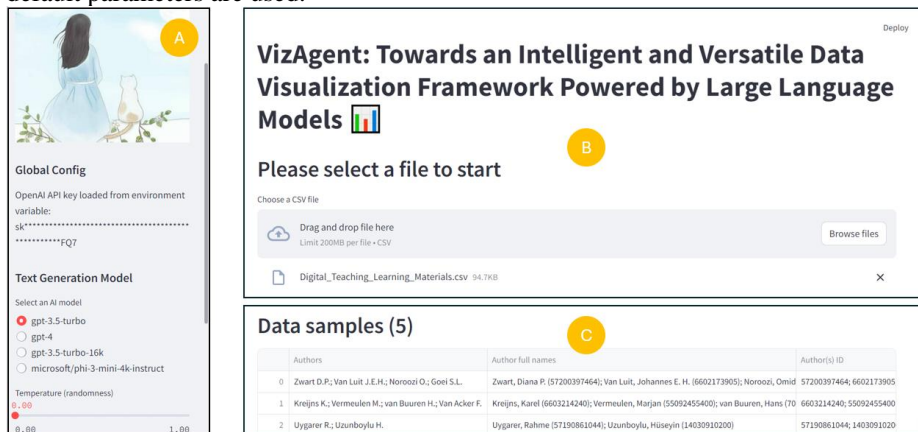 default parameters are used.
A
Global Config
OpenAI API key loaded from environment
variable:
sk***************************************
***********FQ7
Text Generation Model
Select an AI model
gpt-3.5-turbo
gpt-4
gpt-3.5-turbo-16k
microsoft/phi-3-mini-4k-instruct
Temperature (randomness)
0.00
0.00 1.00
Deploy
VizAgent: Towards an Intelligent and Versatile Data
Visualization Framework Powered by Large Language
Models 📊
B
Please select a file to start
Choose a CSV file
Drag and drop file here
Limit 200MB per file • CSV
Browse files
Digital_Teaching_Learning_Materials.csv 94.7KB
Data samples (5)
C
Authors Author full names Author(s) ID
0 Zwart D.P.; Van Luit J.E.H.; Noroozi O.; Goei S.L. Zwart, Diana P. (57200397464); Van Luit, Johannes E. H. (6602173905); Noroozi, Omid 57200397464; 6602173905
1 Kreijns K.; Vermeulen M.; van Buuren H.; Van Acker F. Kreijns, Karel (6603214240); Vermeulen, Marjan (55092455400); van Buuren, Hans (70 6603214240; 55092455400
2 Uygarer R.; Uzunboylu H. Uygarer, Rahme (57190861044); Uzunboylu, Hüseyin (14030910200) 57190861044; 1403091020